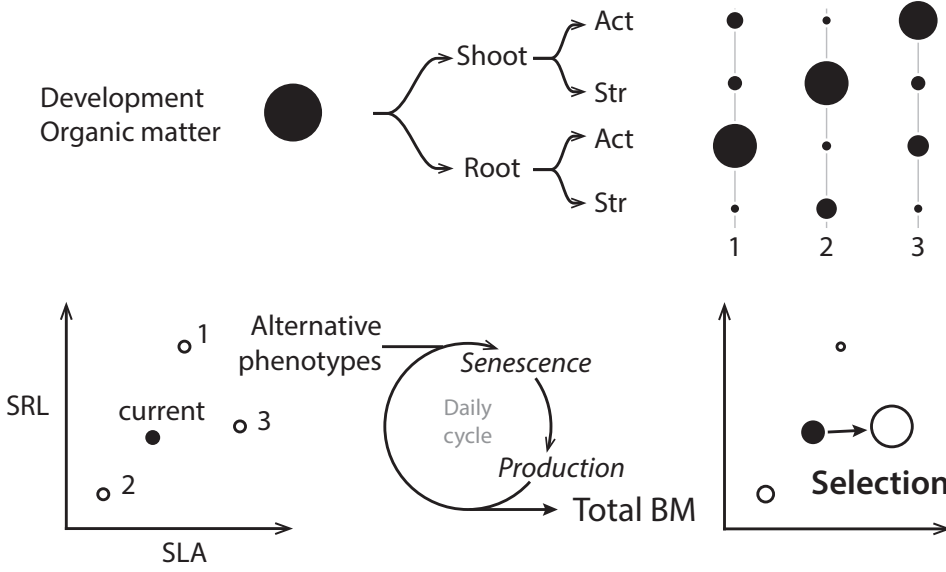 Development
Organic matter
Shoot
Root
Act
Str
Act
Str
1
2
3
SRL
SLA
1
current
3
2
Alternative
phenotypes
Senescence
Daily
cycle
Production
Total BM
Selection